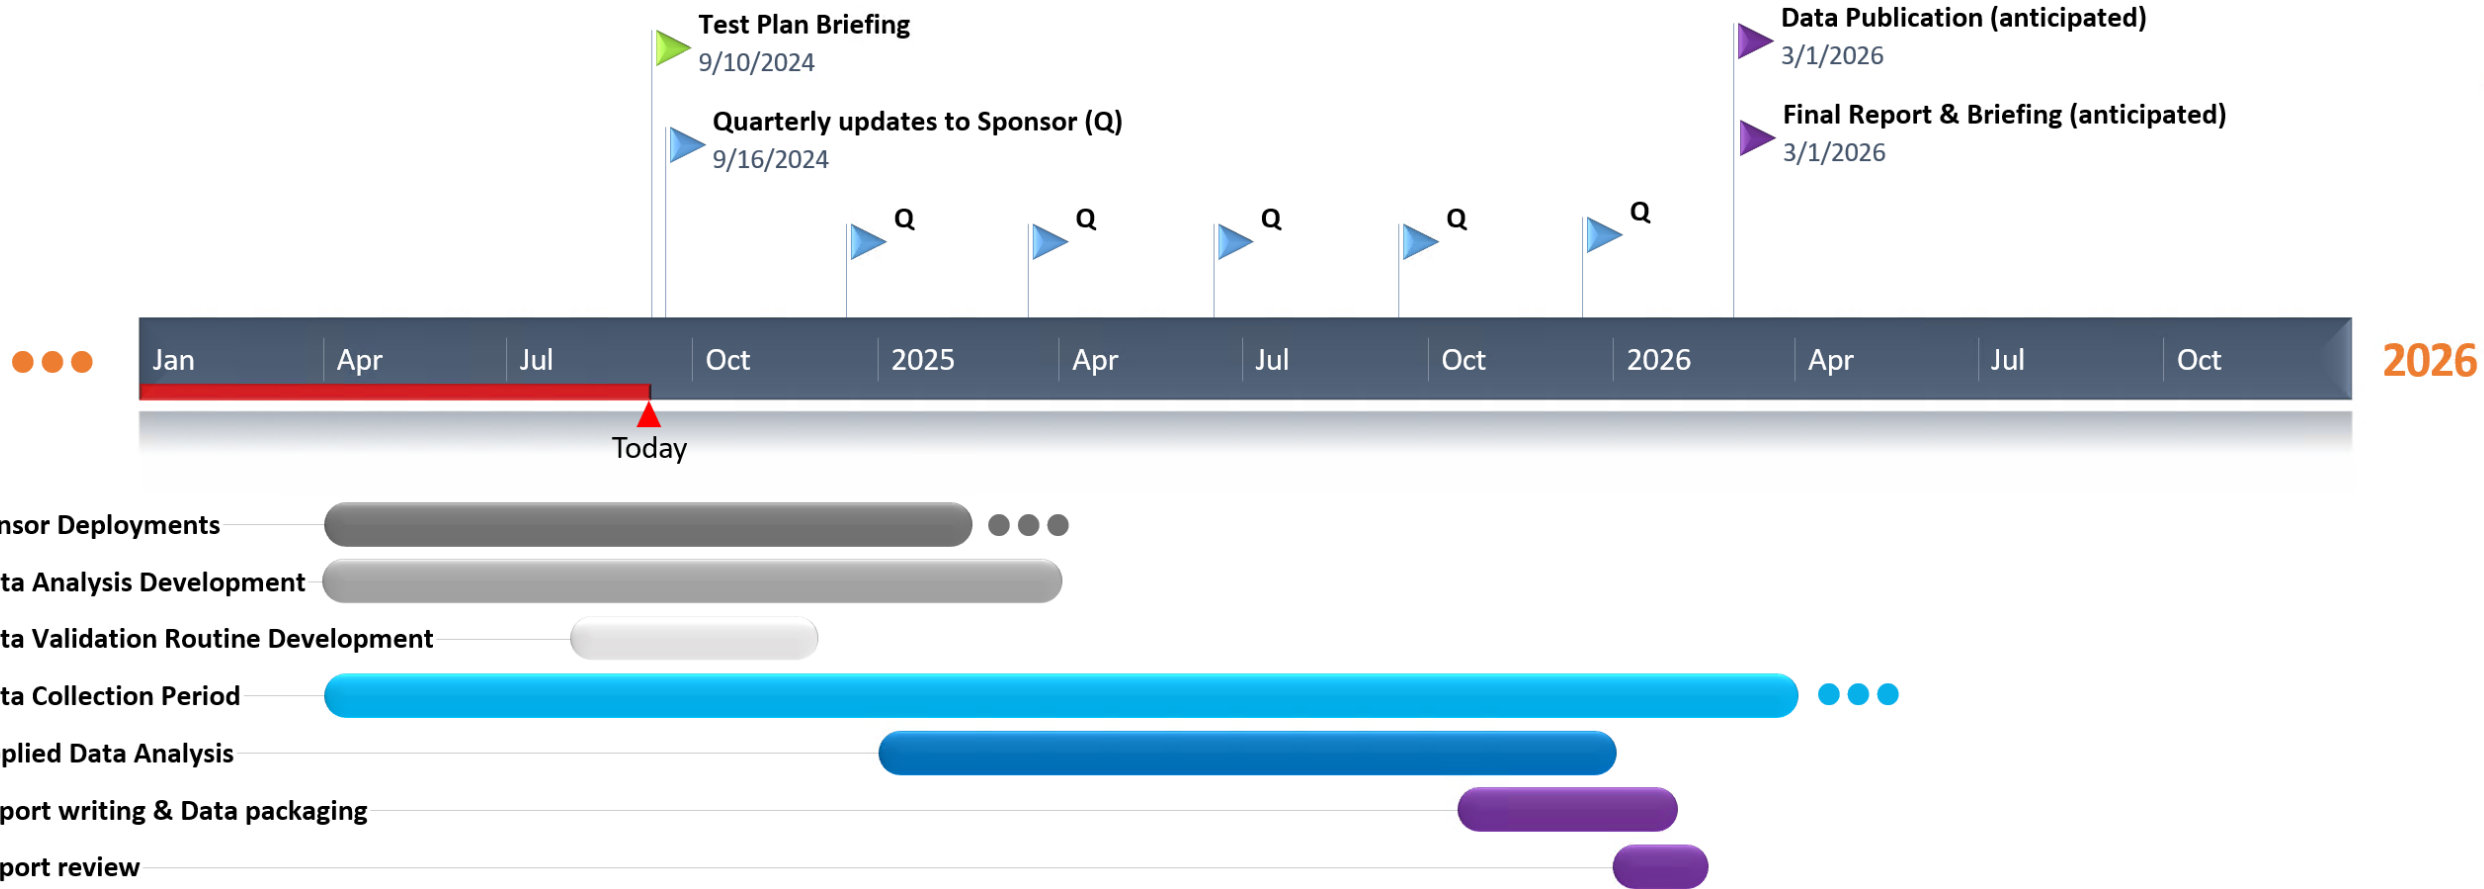 Test Plan Briefing
9/10/2024
Data Publication (anticipated)
3/1/2026
Quarterly updates to Sponsor (Q)
9/16/2024
Final Report & Briefing (anticipated)
3/1/2026
Q Q Q Q Q
Jan Apr Jul Oct 2025 Apr Jul Oct 2026 Apr Jul Oct 2026
Today
nsor Deployments
ta Analysis Development
ta Validation Routine Development
ta Collection Period
plied Data Analysis
port writing & Data packaging
port review